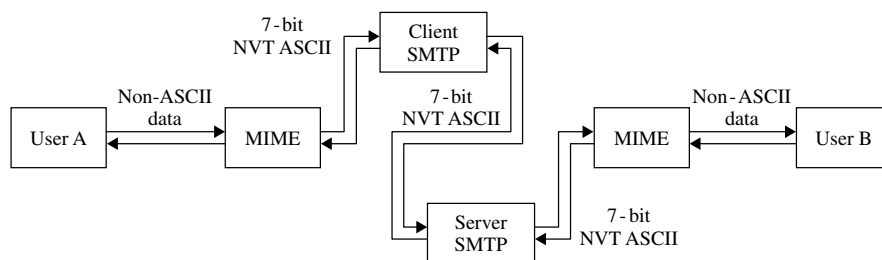 7-bit
NVT ASCII
Client
SMTP
Non-ASCII
data
User A
MIME
7-bit
NVT ASCII
MIME
Non-ASCII
data
User B
Server
SMTP
7-bit
NVT ASCII